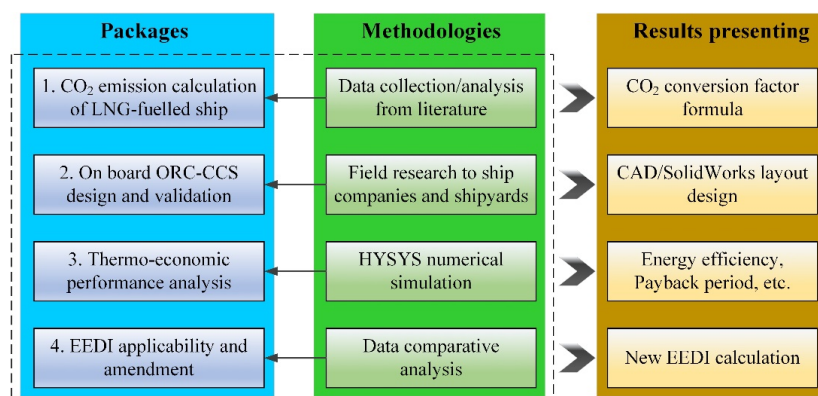 Packages
Methodologies
Results presenting
1. CO₂ emission calculation
of LNG-fuelled ship
Data collection/analysis
from literature
CO₂ conversion factor
formula
2. On board ORC-CCS
design and validation
Field research to ship
companies and shipyards
CAD/SolidWorks layout
design
3. Thermo-economic
performance analysis
HYSYS numerical
simulation
Energy efficiency,
Payback period, etc.
4. EEDI applicability and
amendment
Data comparative
analysis
New EEDI calculation